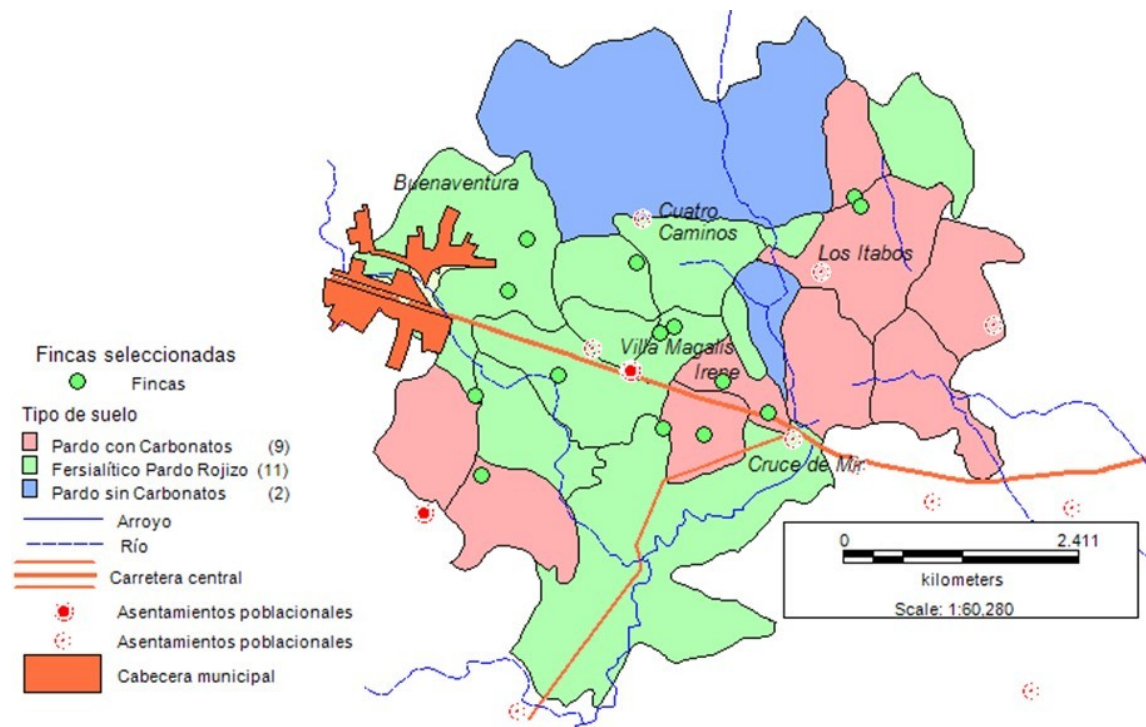 Buenaventura
Cuatro
Caminos
Los Itabos
Villa Magalis
Irene
Cruce de Mir
Fincas seleccionadas
Fincas
Tipo de suelo
Pardo con Carbonatos (9)
Fersialítico Pardo Rojizo (11)
Pardo sin Carbonatos (2)
Arroyo
Río
Carretera central
Asentamientos poblacionales
Asentamientos poblacionales
Cabecera municipal
0 2.411
kilometers
Scale: 1:60,280